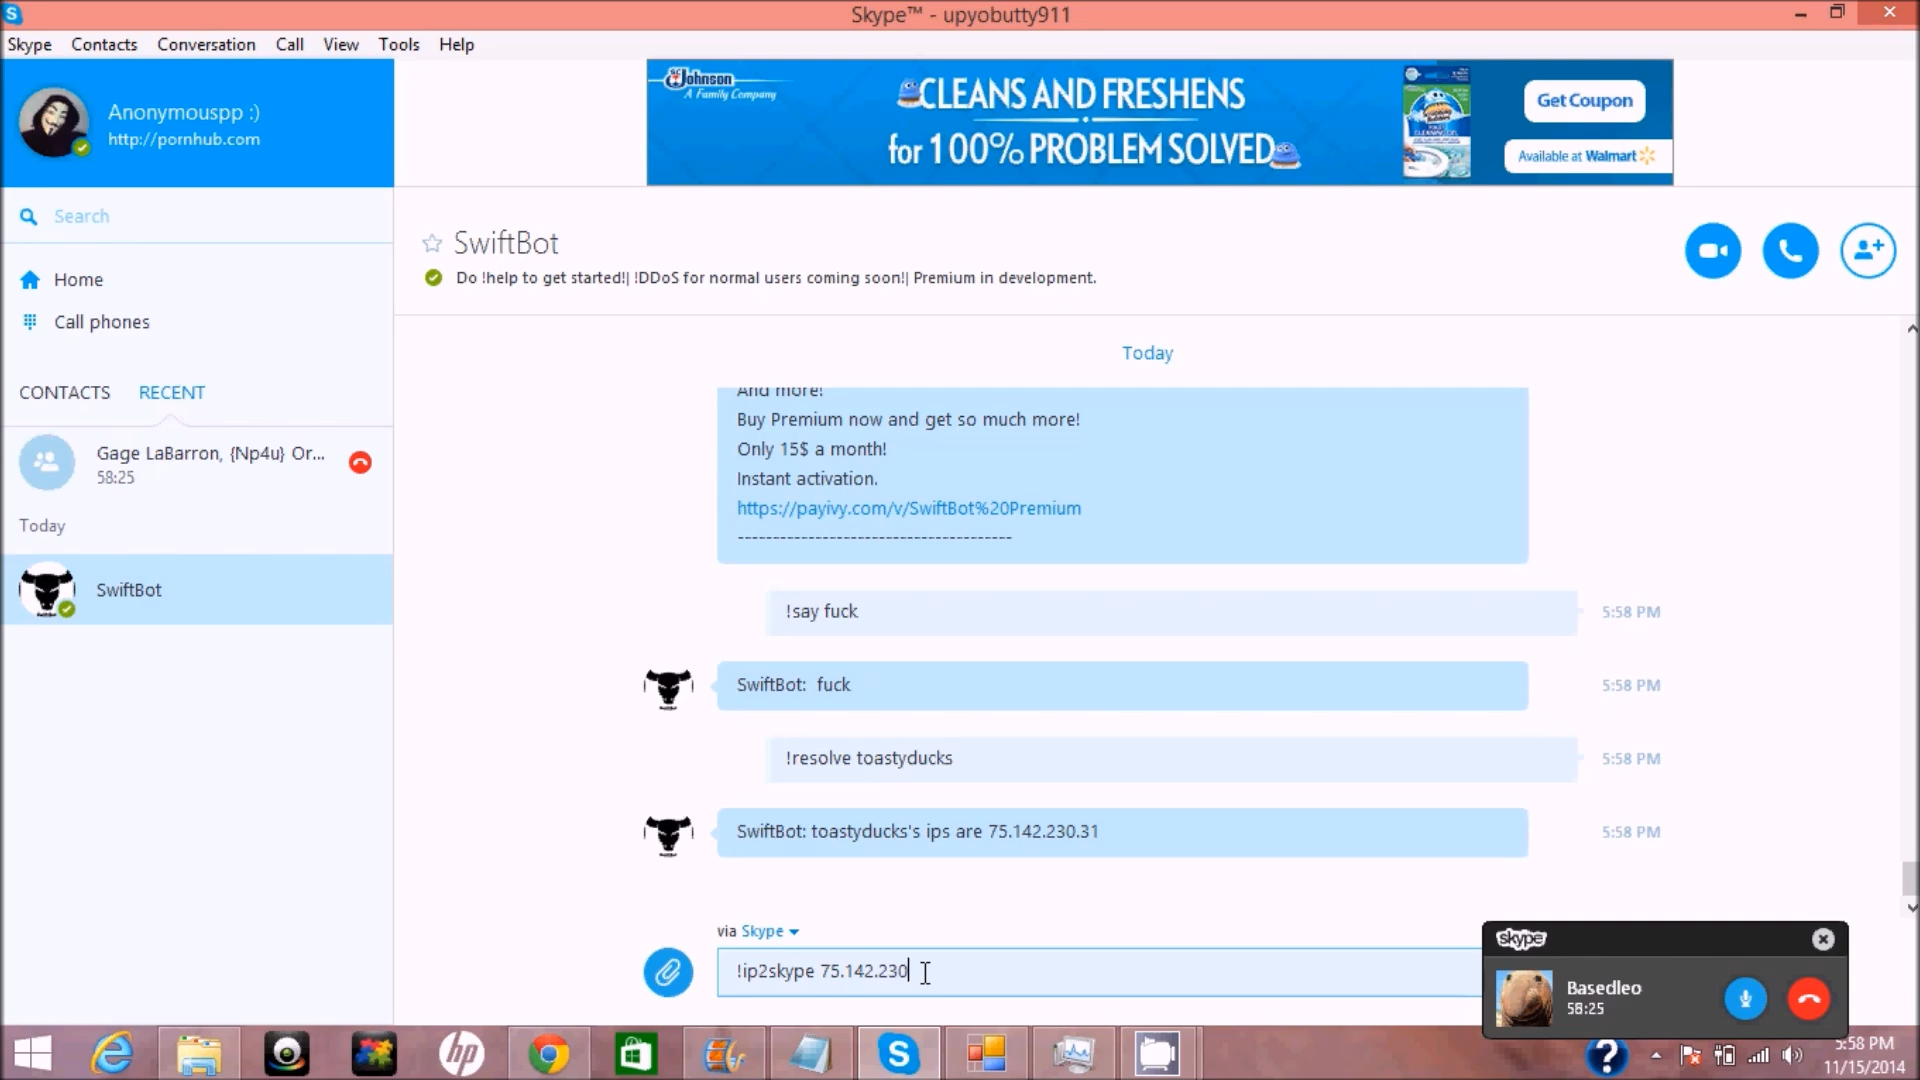 Skype™ - upyobutty911
Skype Contacts Conversation Call View Tools Help
Anonymouspp :)
http://pornhub.com
Johnson
A Family Company
CLEANS AND FRESHENS
for 100% PROBLEM SOLVED
Get Coupon
Available at Walmart
Search
SwiftBot
Do !help to get started!| !DDoS for normal users coming soon!| Premium in development.
Home
Call phones
CONTACTS RECENT
Gage LaBarron, {Np4u} Or...
58:25
Today
SwiftBot
Today
And more!
Buy Premium now and get so much more!
Only 15$ a month!
Instant activation.
https://payivy.com/v/SwiftBot%20Premium
---------------------------------------
!say fuck 5:58 PM
SwiftBot:  fuck 5:58 PM
!resolve toastyducks 5:58 PM
SwiftBot: toastyducks's ips are 75.142.230.31 5:58 PM
via Skype
!ip2skype 75.142.230
skype
Basedleo
58:25
5:58 PM
11/15/2014